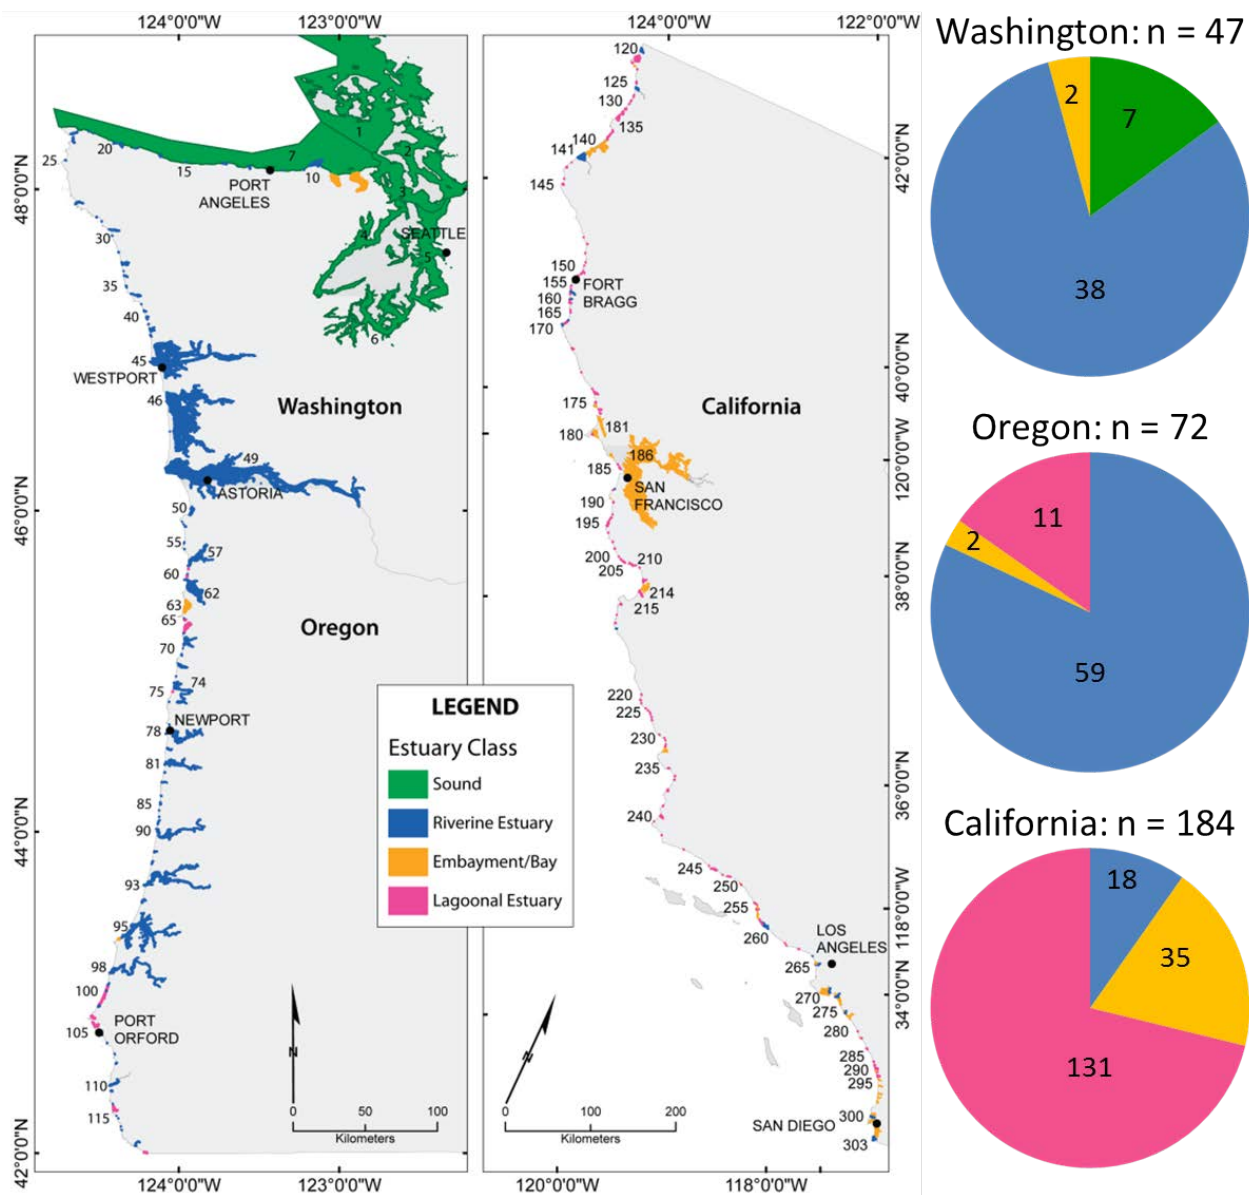 124°0'0"W
123°0'0"W
124°0'0"W
122°0'0"W
48°0'0"N
46°0'0"N
44°0'0"N
42°0'0"N
1
2
3
4
5
6
7
10
15
20
25
PORT
ANGELES
SEATTLE
30
35
40
45
WESTPORT
46
Washington
49
ASTORIA
50
55
57
60
62
63
65
Oregon
70
74
75
NEWPORT
78
81
85
90
93
95
98
100
105
PORT
ORFORD
110
115
N
0
50
100
Kilometers
124°0'0"W
123°0'0"W
LEGEND
Estuary Class
Sound
Riverine Estuary
Embayment/Bay
Lagoonal Estuary
120
125
130
135
140
141
145
150
155
FORT
BRAGG
160
165
170
175
California
181
180
186
185
SAN
FRANCISCO
190
195
200
210
205
214
215
220
225
230
235
240
245
250
255
260
LOS
ANGELES
265
270
275
280
285
290
295
300
SAN DIEGO
303
N
0
100
200
Kilometers
120°0'0"W
118°0'0"W
42°0'0"N
40°0'0"N
120°0'0"W
38°0'0"N
36°0'0"N
118°0'0"W
34°0'0"N
Washington: n = 47
2
7
38
Oregon: n = 72
11
2
59
California: n = 184
18
35
131